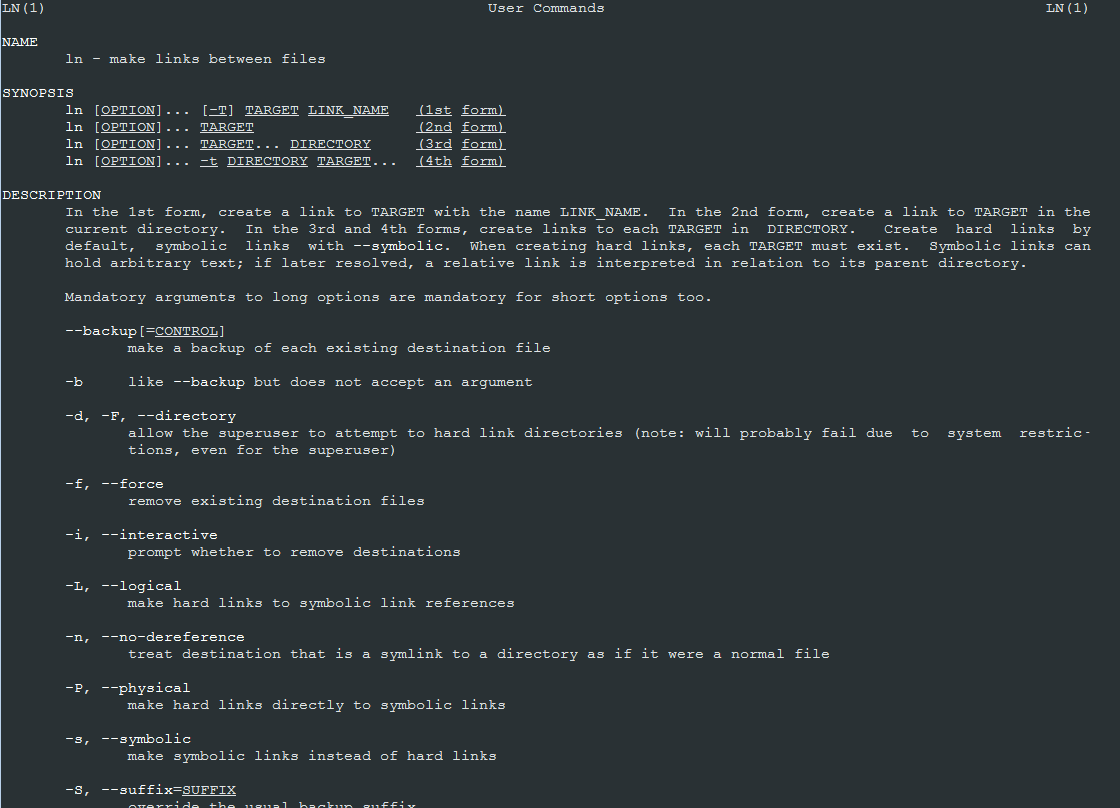 LN(1) User Commands LN(1)
NAME
ln - make links between files
SYNOPSIS
ln [OPTION]... [-T] TARGET LINK_NAME (1st form)
ln [OPTION]... TARGET (2nd form)
ln [OPTION]... TARGET... DIRECTORY (3rd form)
ln [OPTION]... -t DIRECTORY TARGET... (4th form)
DESCRIPTION
In the 1st form, create a link to TARGET with the name LINK_NAME. In the 2nd form, create a link to TARGET in the
current directory. In the 3rd and 4th forms, create links to each TARGET in DIRECTORY. Create hard links by
default, symbolic links with --symbolic. When creating hard links, each TARGET must exist. Symbolic links can
hold arbitrary text; if later resolved, a relative link is interpreted in relation to its parent directory.
Mandatory arguments to long options are mandatory for short options too.
--backup[=CONTROL]
make a backup of each existing destination file
-b like --backup but does not accept an argument
-d, -F, --directory
allow the superuser to attempt to hard link directories (note: will probably fail due to system restric-
tions, even for the superuser)
-f, --force
remove existing destination files
-i, --interactive
prompt whether to remove destinations
-L, --logical
make hard links to symbolic link references
-n, --no-dereference
treat destination that is a symlink to a directory as if it were a normal file
-P, --physical
make hard links directly to symbolic links
-s, --symbolic
make symbolic links instead of hard links
-S, --suffix=SUFFIX
override the usual backup suffix